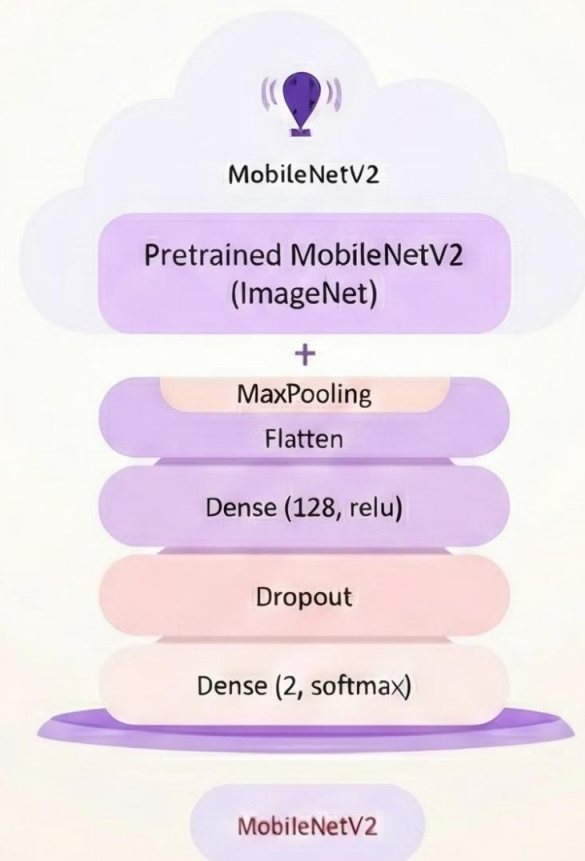 MobileNetV2
Pretrained MobileNetV2
(ImageNet)
+
MaxPooling
Flatten
Dense (128, relu)
Dropout
Dense (2, softmax)
MobileNetV2